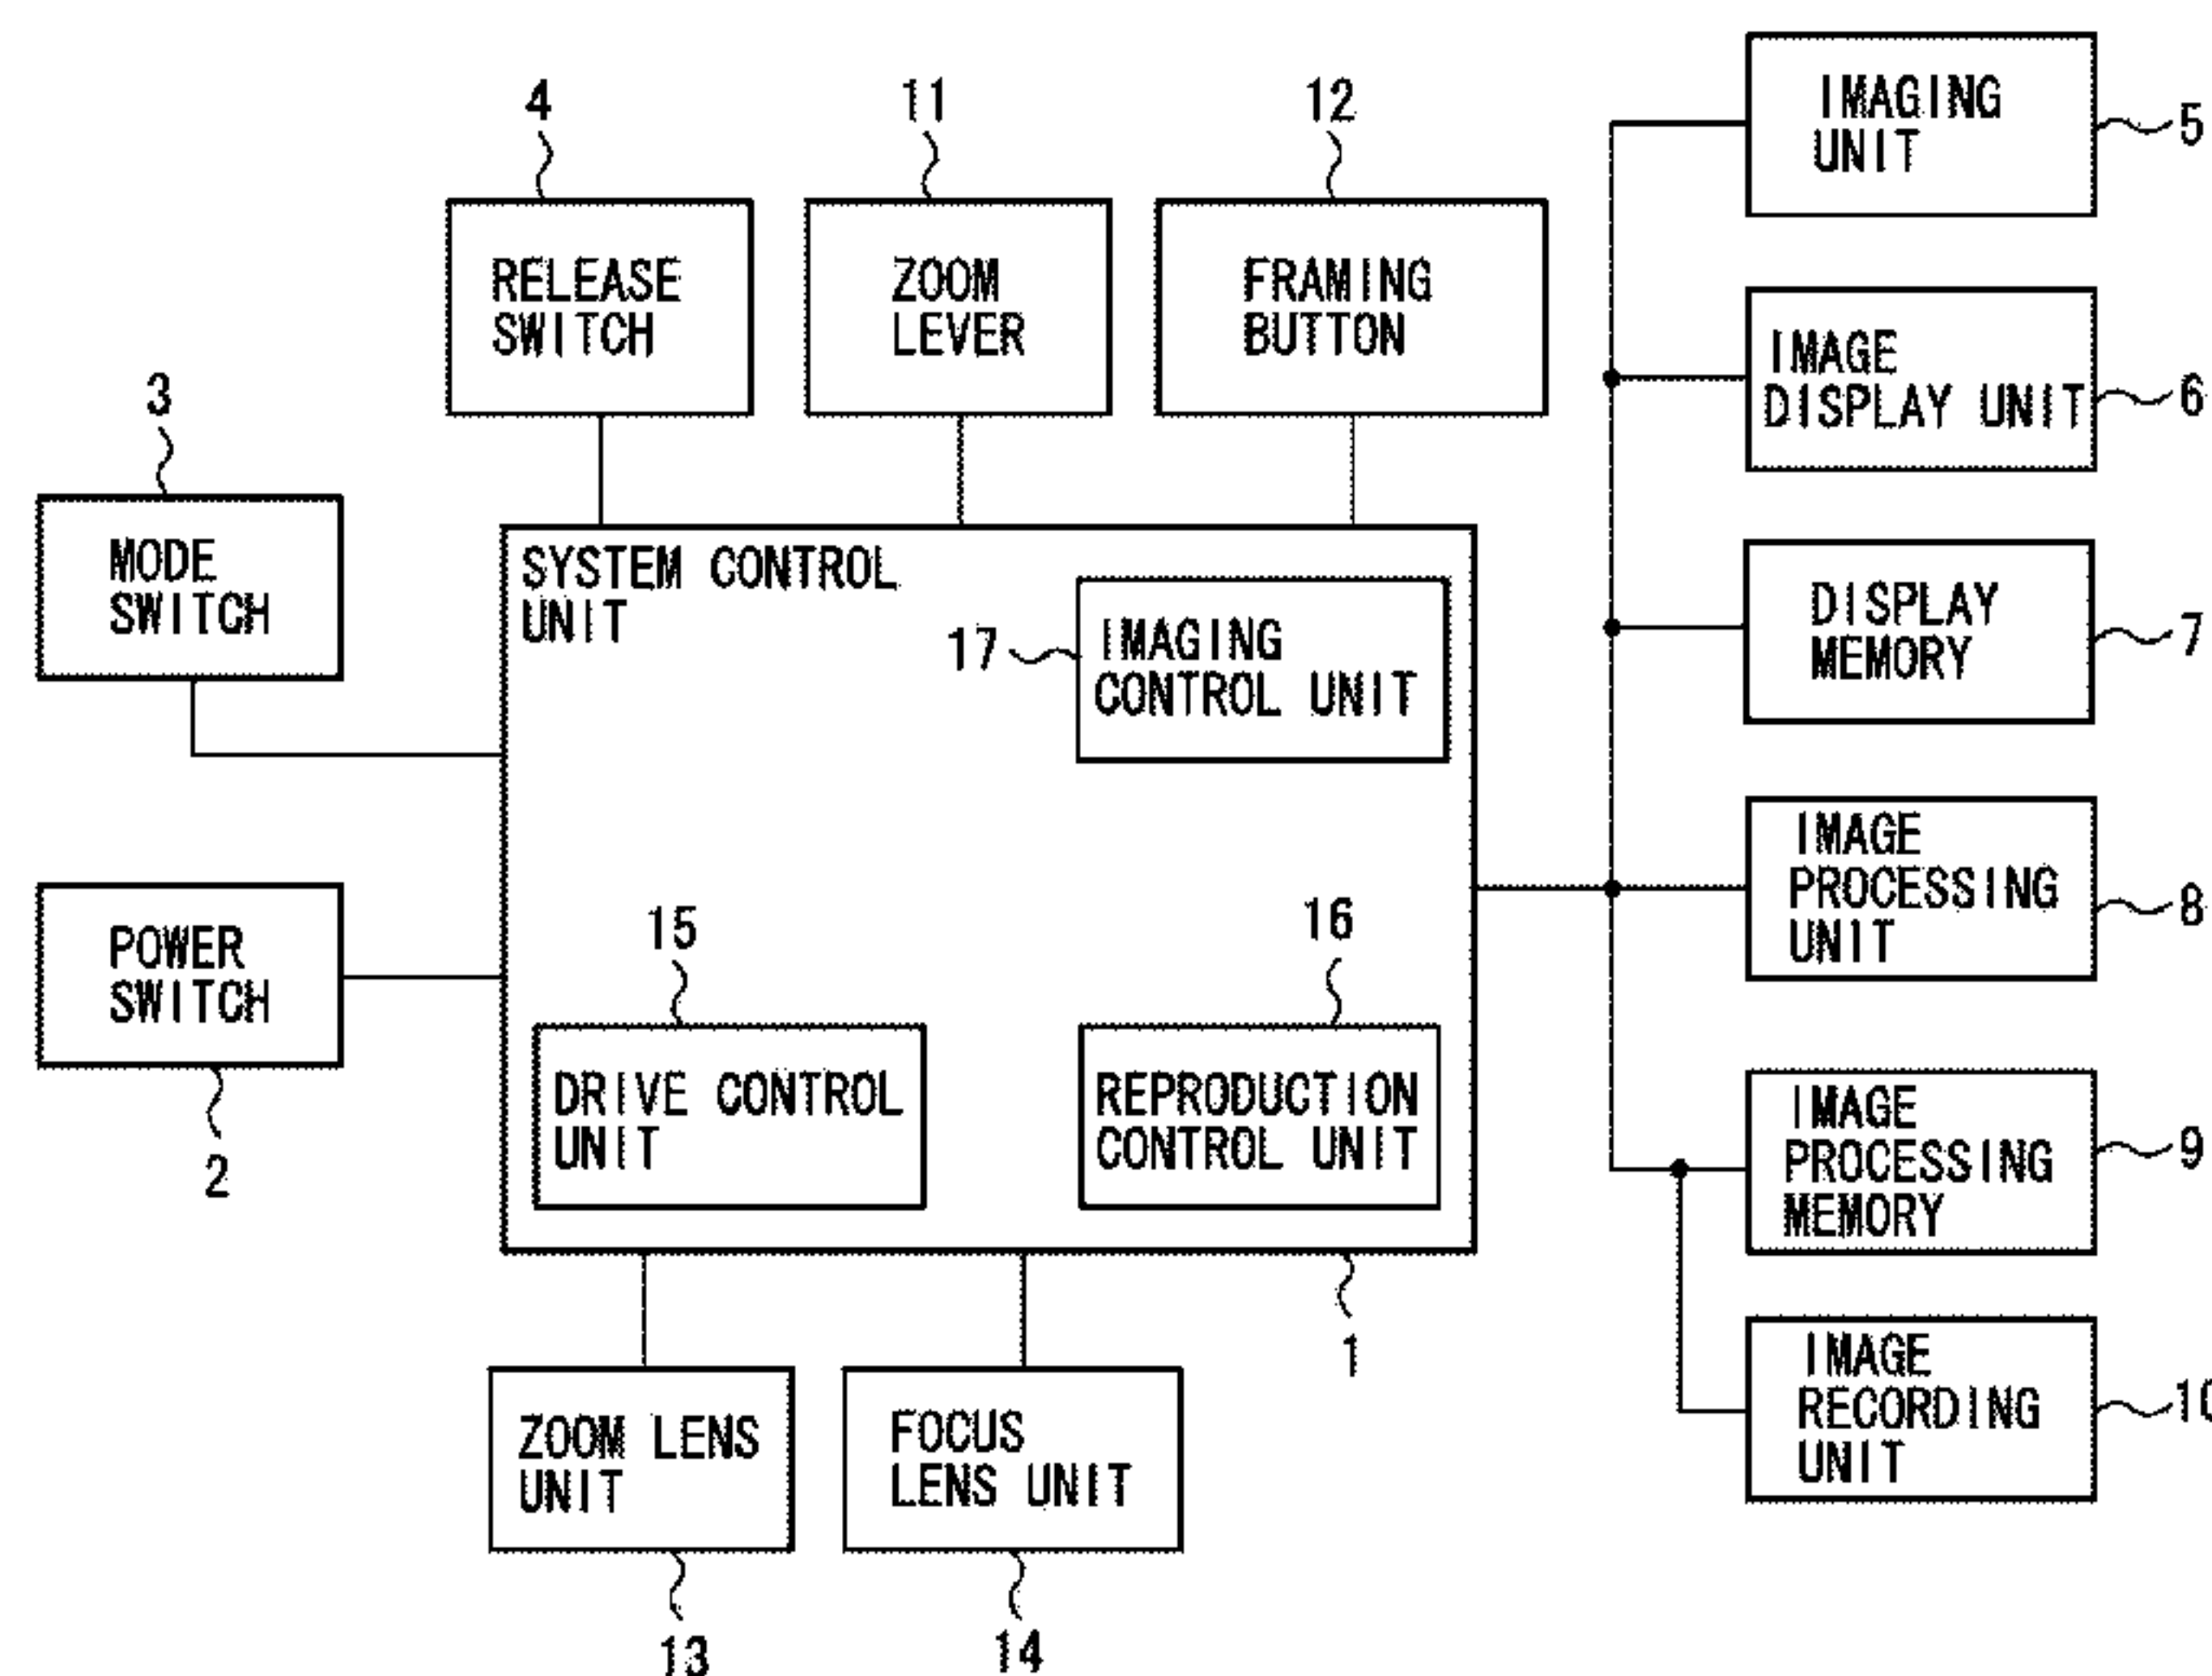 4
11
12
IMAGING
UNIT
5
RELEASE
SWITCH
ZOOM
LEVER
FRAMING
BUTTON
IMAGE
DISPLAY UNIT
6
3
MODE
SWITCH
SYSTEM CONTROL
UNIT
17
IMAGING
CONTROL UNIT
DISPLAY
MEMORY
7
IMAGE
PROCESSING
UNIT
8
POWER
SWITCH
2
15
16
DRIVE CONTROL
UNIT
REPRODUCTION
CONTROL UNIT
IMAGE
PROCESSING
MEMORY
9
1
ZOOM LENS
UNIT
FOCUS
LENS UNIT
IMAGE
RECORDING
UNIT
10
13
14